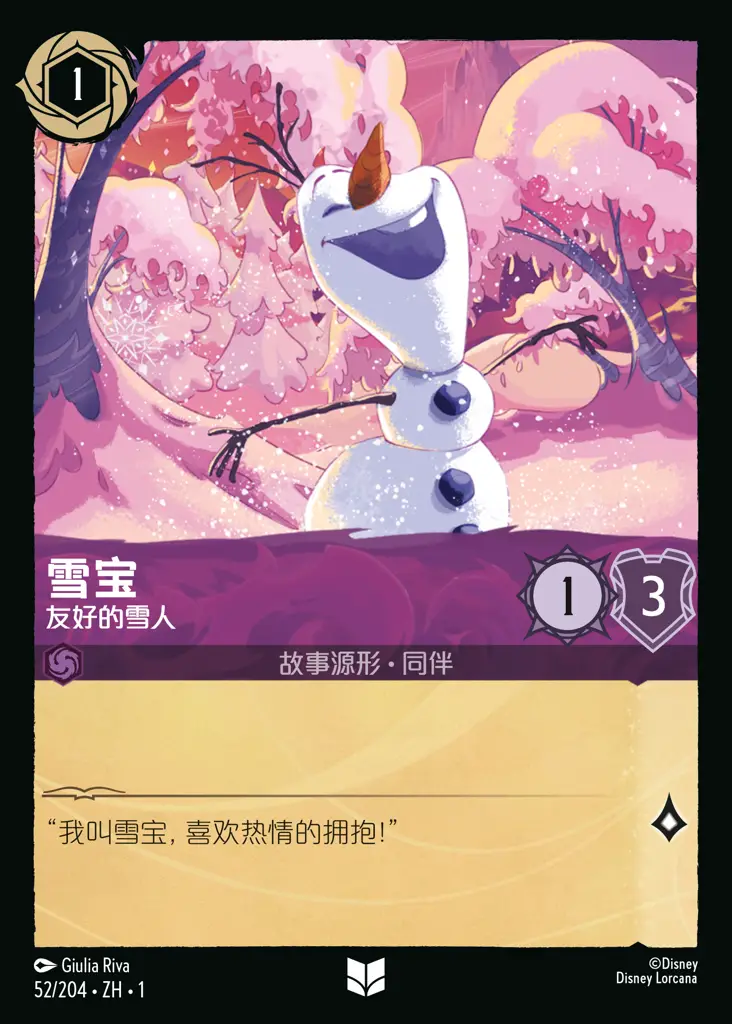 1
雪宝
友好的雪人
1
3
故事源形 • 同伴
“我叫雪宝, 喜欢热情的拥抱!”
Giulia Riva
52/204 • ZH • 1
©Disney
Disney Lorcana